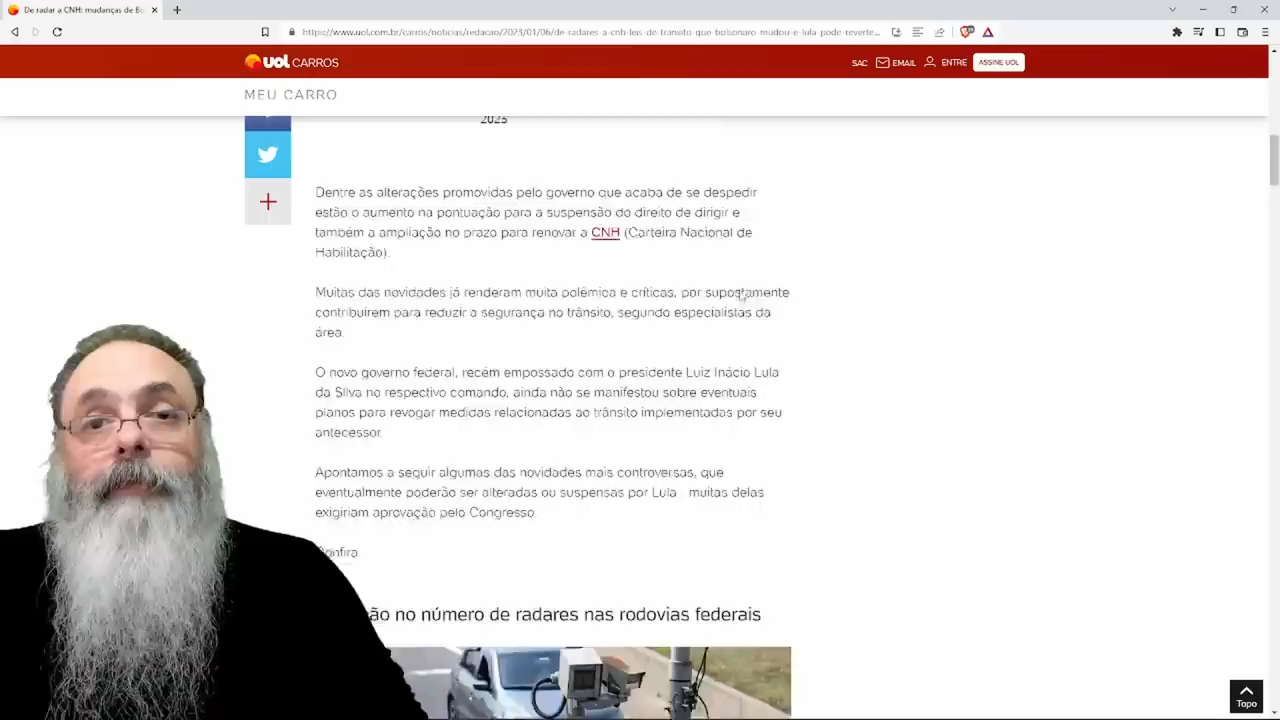 De radar a CNH: mudanças de Bo
https://www.uol.com.br/carros/noticias/redacao/2023/01/06/de-radares-a-cnh-leis-de-transito-que-bolsonaro-mudou-e-lula-pode-reverte...
UOL CARROS
SAC EMAIL ENTRE ASSINE UOL
MEU CARRO
2023
Dentre as alterações promovidas pelo governo que acaba de se despedir
estão o aumento na pontuação para a suspensão do direito de dirigir e
também a ampliação no prazo para renovar a CNH (Carteira Nacional de
Habilitação).
Muitas das novidades já renderam muita polêmica e críticas, por supostamente
contribuírem para reduzir a segurança no trânsito, segundo especialistas da
área.
O novo governo federal, recém empossado com o presidente Luiz Inácio Lula
da SIlva no respectivo comando, ainda não se manifestou sobre eventuais
planos para revogar medidas relacionadas ao trânsito implementadas por seu
antecessor.
Apontamos a seguir algumas das novidades mais controversas, que
eventualmente poderão ser alteradas ou suspensas por Lula muitas delas
exigiriam aprovação pelo Congresso.
onfira
ão no número de radares nas rodovias federais
Topo